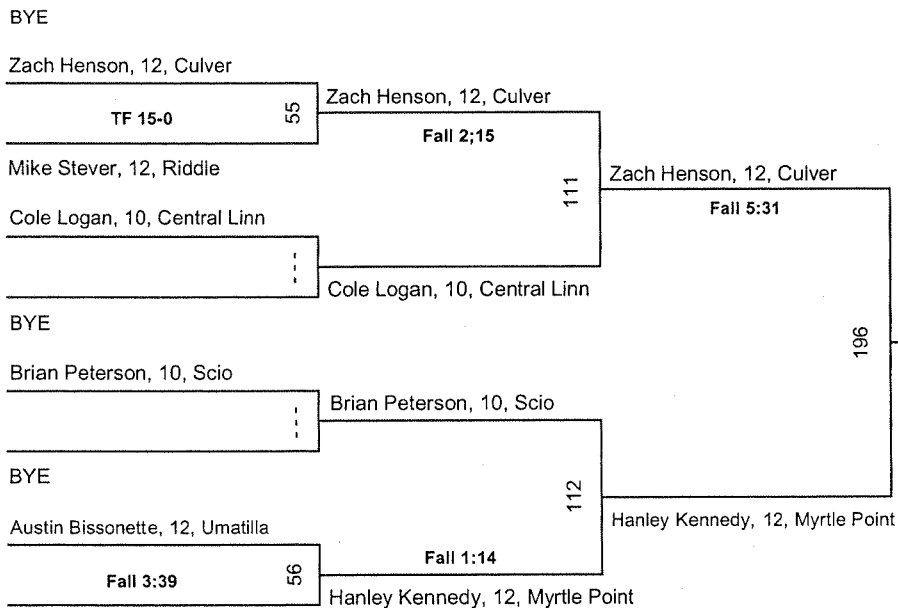 BYE
Zach Henson, 12, Culver
TF 15-0
55
Zach Henson, 12, Culver
Fall 2;15
Mike Stever, 12, Riddle
111
Zach Henson, 12, Culver
Fall 5:31
Cole Logan, 10, Central Linn
Cole Logan, 10, Central Linn
BYE
196
Brian Peterson, 10, Scio
Brian Peterson, 10, Scio
BYE
112
Hanley Kennedy, 12, Myrtle Point
Austin Bissonette, 12, Umatilla
Fall 3:39
56
Fall 1:14
Hanley Kennedy, 12, Myrtle Point